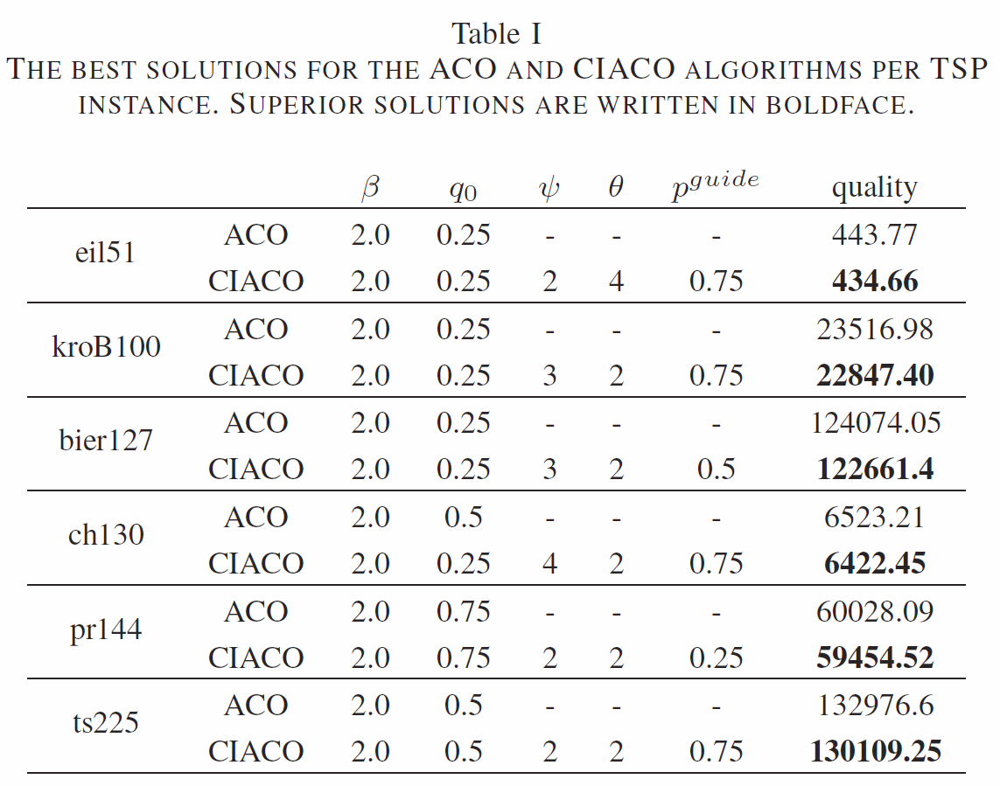 Table I
THE BEST SOLUTIONS FOR THE ACO AND CIACO ALGORITHMS PER TSP
INSTANCE. SUPERIOR SOLUTIONS ARE WRITTEN IN BOLDFACE.
β q0 ψ θ p^guide quality
eil51
ACO 2.0 0.25 - - - 443.77
CIACO 2.0 0.25 2 4 0.75 434.66
kroB100
ACO 2.0 0.25 - - - 23516.98
CIACO 2.0 0.25 3 2 0.75 22847.40
bier127
ACO 2.0 0.25 - - - 124074.05
CIACO 2.0 0.25 3 2 0.5 122661.4
ch130
ACO 2.0 0.5 - - - 6523.21
CIACO 2.0 0.25 4 2 0.75 6422.45
pr144
ACO 2.0 0.75 - - - 60028.09
CIACO 2.0 0.75 2 2 0.25 59454.52
ts225
ACO 2.0 0.5 - - - 132976.6
CIACO 2.0 0.5 2 2 0.75 130109.25